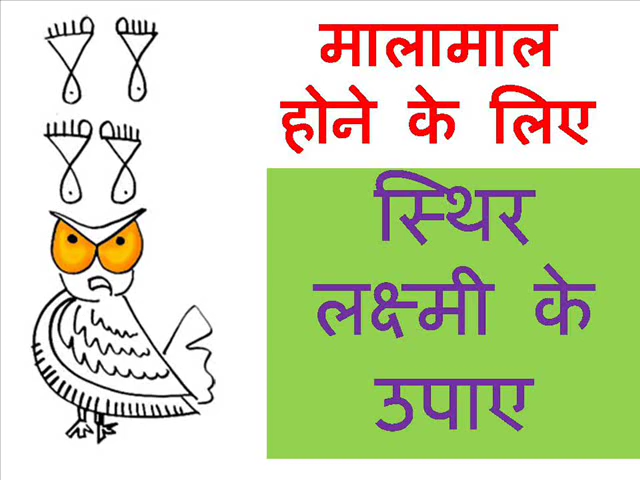 मालामाल
होने के लिए
स्थिर
लक्ष्मी के
उपाए